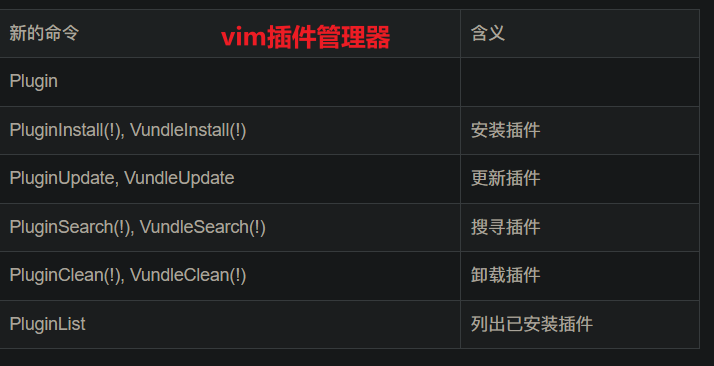 新的命令 vim插件管理器 含义
Plugin
PluginInstall(!), VundleInstall(!) 安装插件
PluginUpdate, VundleUpdate 更新插件
PluginSearch(!), VundleSearch(!) 搜寻插件
PluginClean(!), VundleClean(!) 卸载插件
PluginList 列出已安装插件